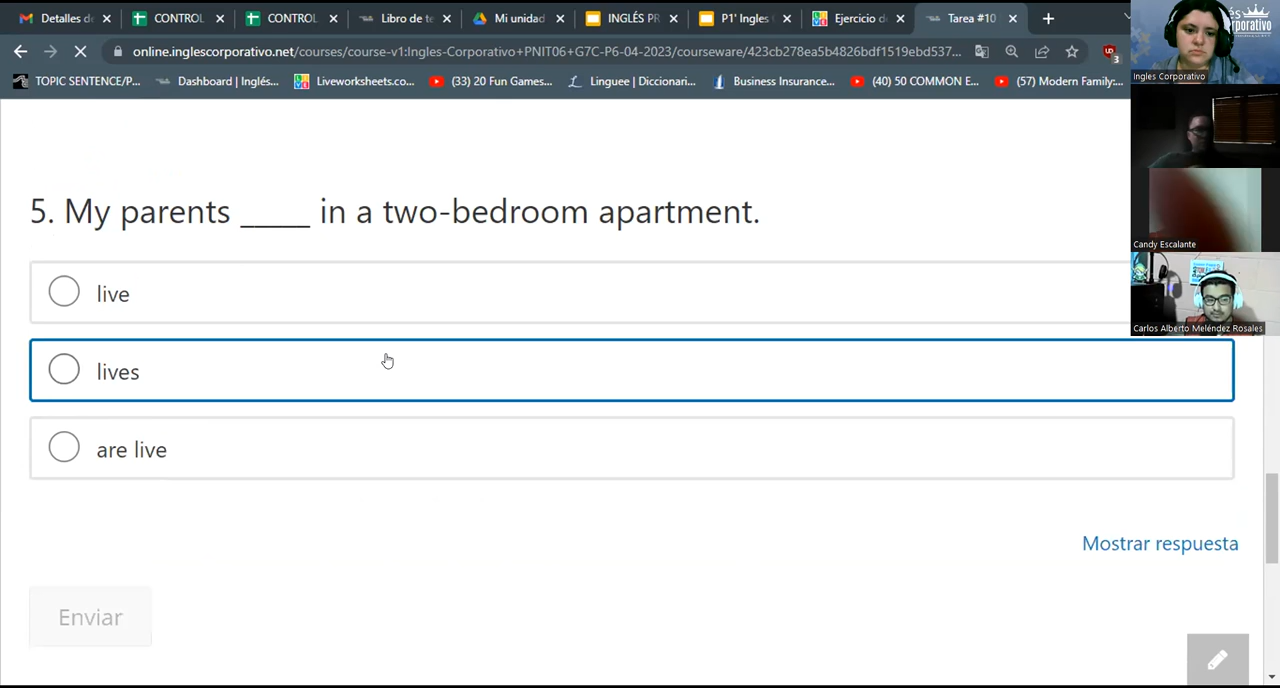 Detalles de
CONTROL
CONTROL
Libro de te
Mi unidad
INGLÉS PR
P1' Ingles
Ejercicio de
Tarea #10
online.inglescorporativo.net/courses/course-v1:Ingles-Corporativo+PNIT06+G7C-P6-04-2023/courseware/423cb278ea5b4826bdf1519ebd537...
3
TOPIC SENTENCE/P...
Dashboard | Inglés...
Liveworksheets.co...
(33) 20 Fun Games...
Linguee | Diccionari...
Business Insurance...
(40) 50 COMMON E...
(57) Modern Family:...
Ingles Corporativo
Candy Escalante
Carlos Alberto Meléndez Rosales
5. My parents _____ in a two-bedroom apartment.
live
lives
are live
Mostrar respuesta
Enviar